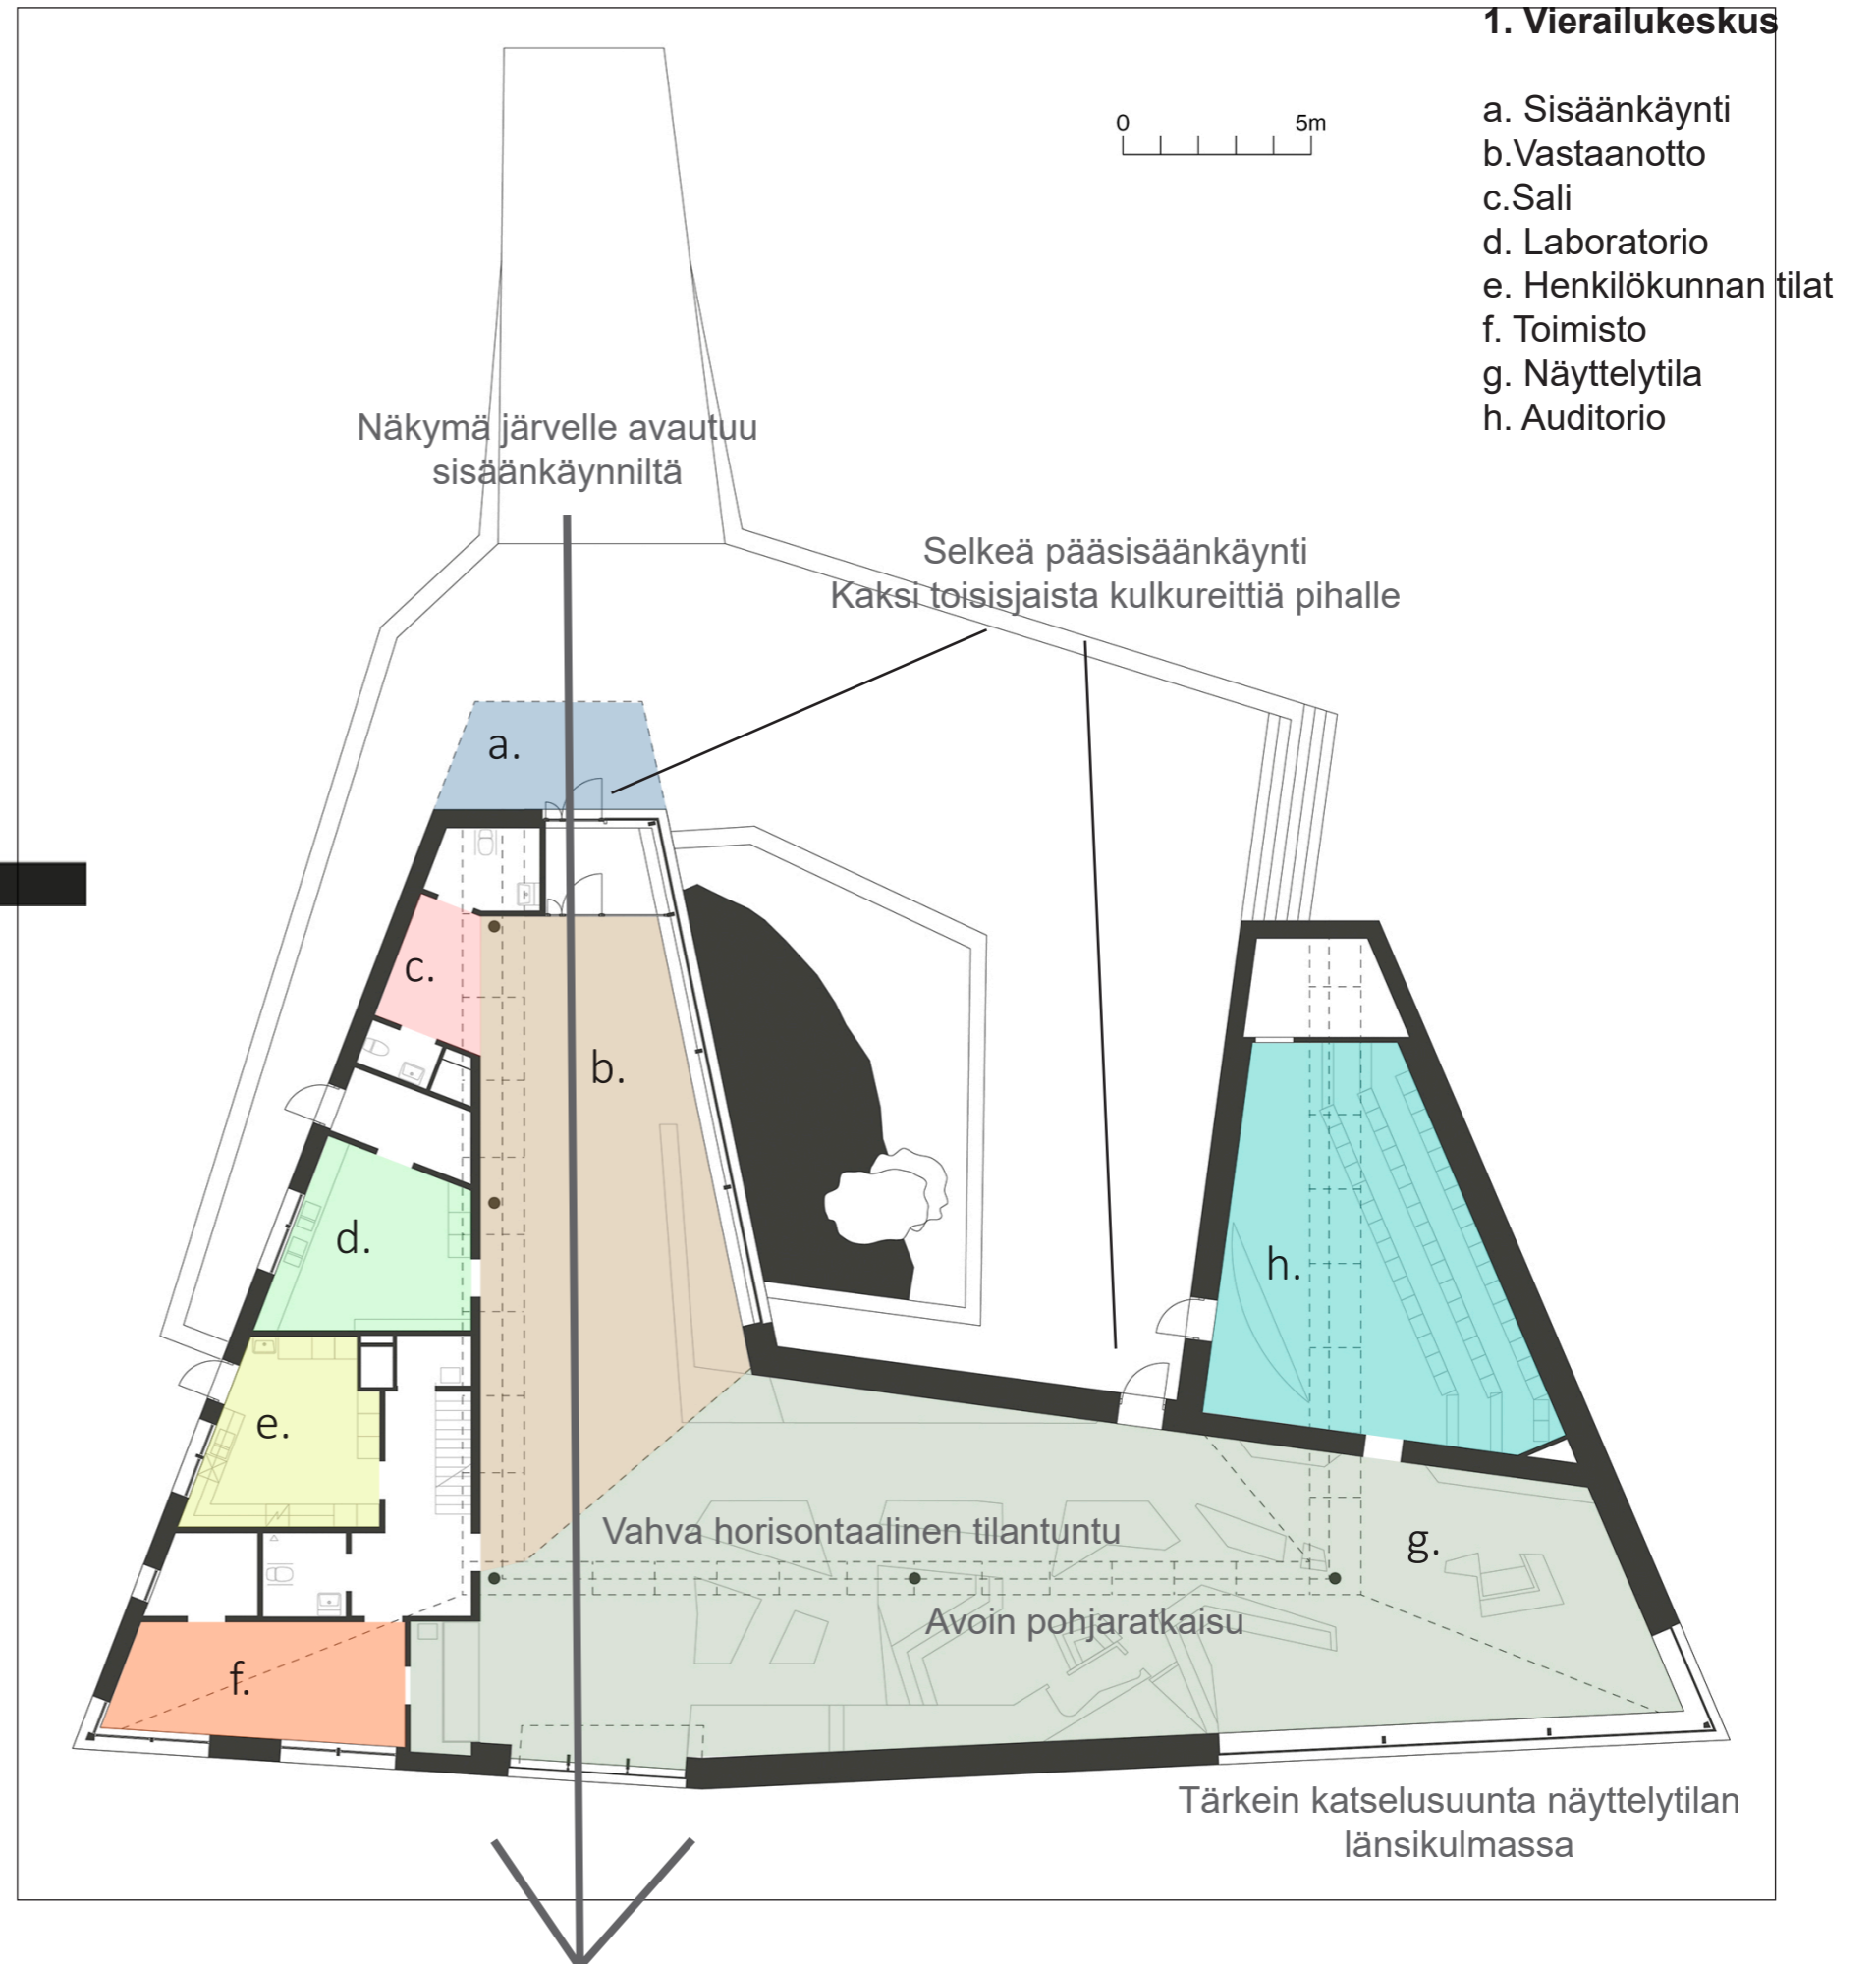 1. Vierailukeskus
a. Sisäänkäynti
b.Vastaanotto
c.Sali
d. Laboratorio
e. Henkilökunnan tilat
f. Toimisto
g. Näyttelytila
h. Auditorio
0 5m
Näkymä järvelle avautuu
sisäänkäynniltä
Selkeä pääsisäänkäynti
Kaksi toisisjaista kulkureittiä pihalle
a.
c.
b.
d.
h.
e.
Vahva horisontaalinen tilantuntu
g.
Avoin pohjaratkaisu
f.
Tärkein katselusuunta näyttelytilan
länsikulmassa